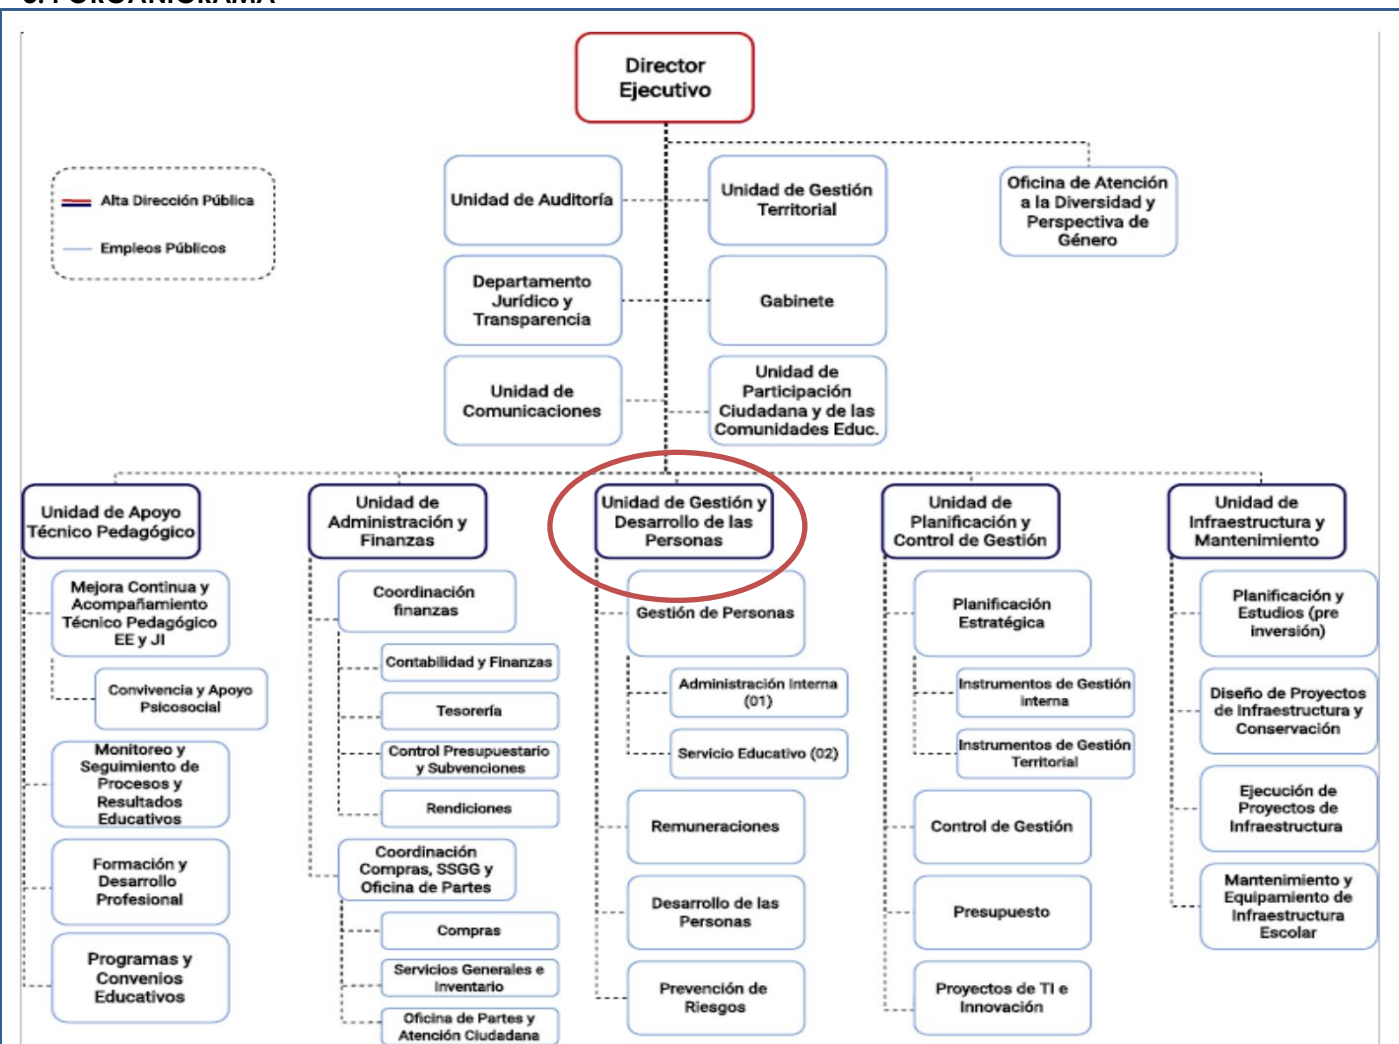 ORGANIGRAMA
Director
Ejecutivo
Alta Dirección Pública
Empleos Públicos
Unidad de Auditoría
Unidad de Gestión
Territorial
Oficina de Atención
a la Diversidad y
Perspectiva de
Género
Departamento
Jurídico y
Transparencia
Gabinete
Unidad de
Comunicaciones
Unidad de
Participación
Ciudadana y de las
Comunidades Educ.
Unidad de Apoyo
Técnico Pedagógico
Unidad de
Administración y
Finanzas
Unidad de Gestión y
Desarrollo de las
Personas
Unidad de
Planificación y
Control de Gestión
Unidad de
Infraestructura y
Mantenimiento
Mejora Continua y
Acompañamiento
Técnico Pedagógico
EE y JI
Convivencia y Apoyo
Psicosocial
Monitoreo y
Seguimiento de
Procesos y
Resultados
Educativos
Formación y
Desarrollo
Profesional
Programas y
Convenios
Educativos
Coordinación
finanzas
Contabilidad y Finanzas
Tesorería
Control Presupuestario
y Subvenciones
Rendiciones
Coordinación
Compras, SSGG y
Oficina de Partes
Compras
Servicios Generales e
Inventario
Oficina de Partes y
Atención Ciudadana
Gestión de Personas
Administración Interna
(01)
Servicio Educativo (02)
Remuneraciones
Desarrollo de las
Personas
Prevención de
Riesgos
Planificación
Estratégica
Instrumentos de Gestión
interna
Instrumentos de Gestión
Territorial
Control de Gestión
Presupuesto
Proyectos de TI e
Innovación
Planificación y
Estudios (pre
inversión)
Diseño de Proyectos
de Infraestructura y
Conservación
Ejecución de
Proyectos de
Infraestructura
Mantenimiento y
Equipamiento de
Infraestructura
Escolar